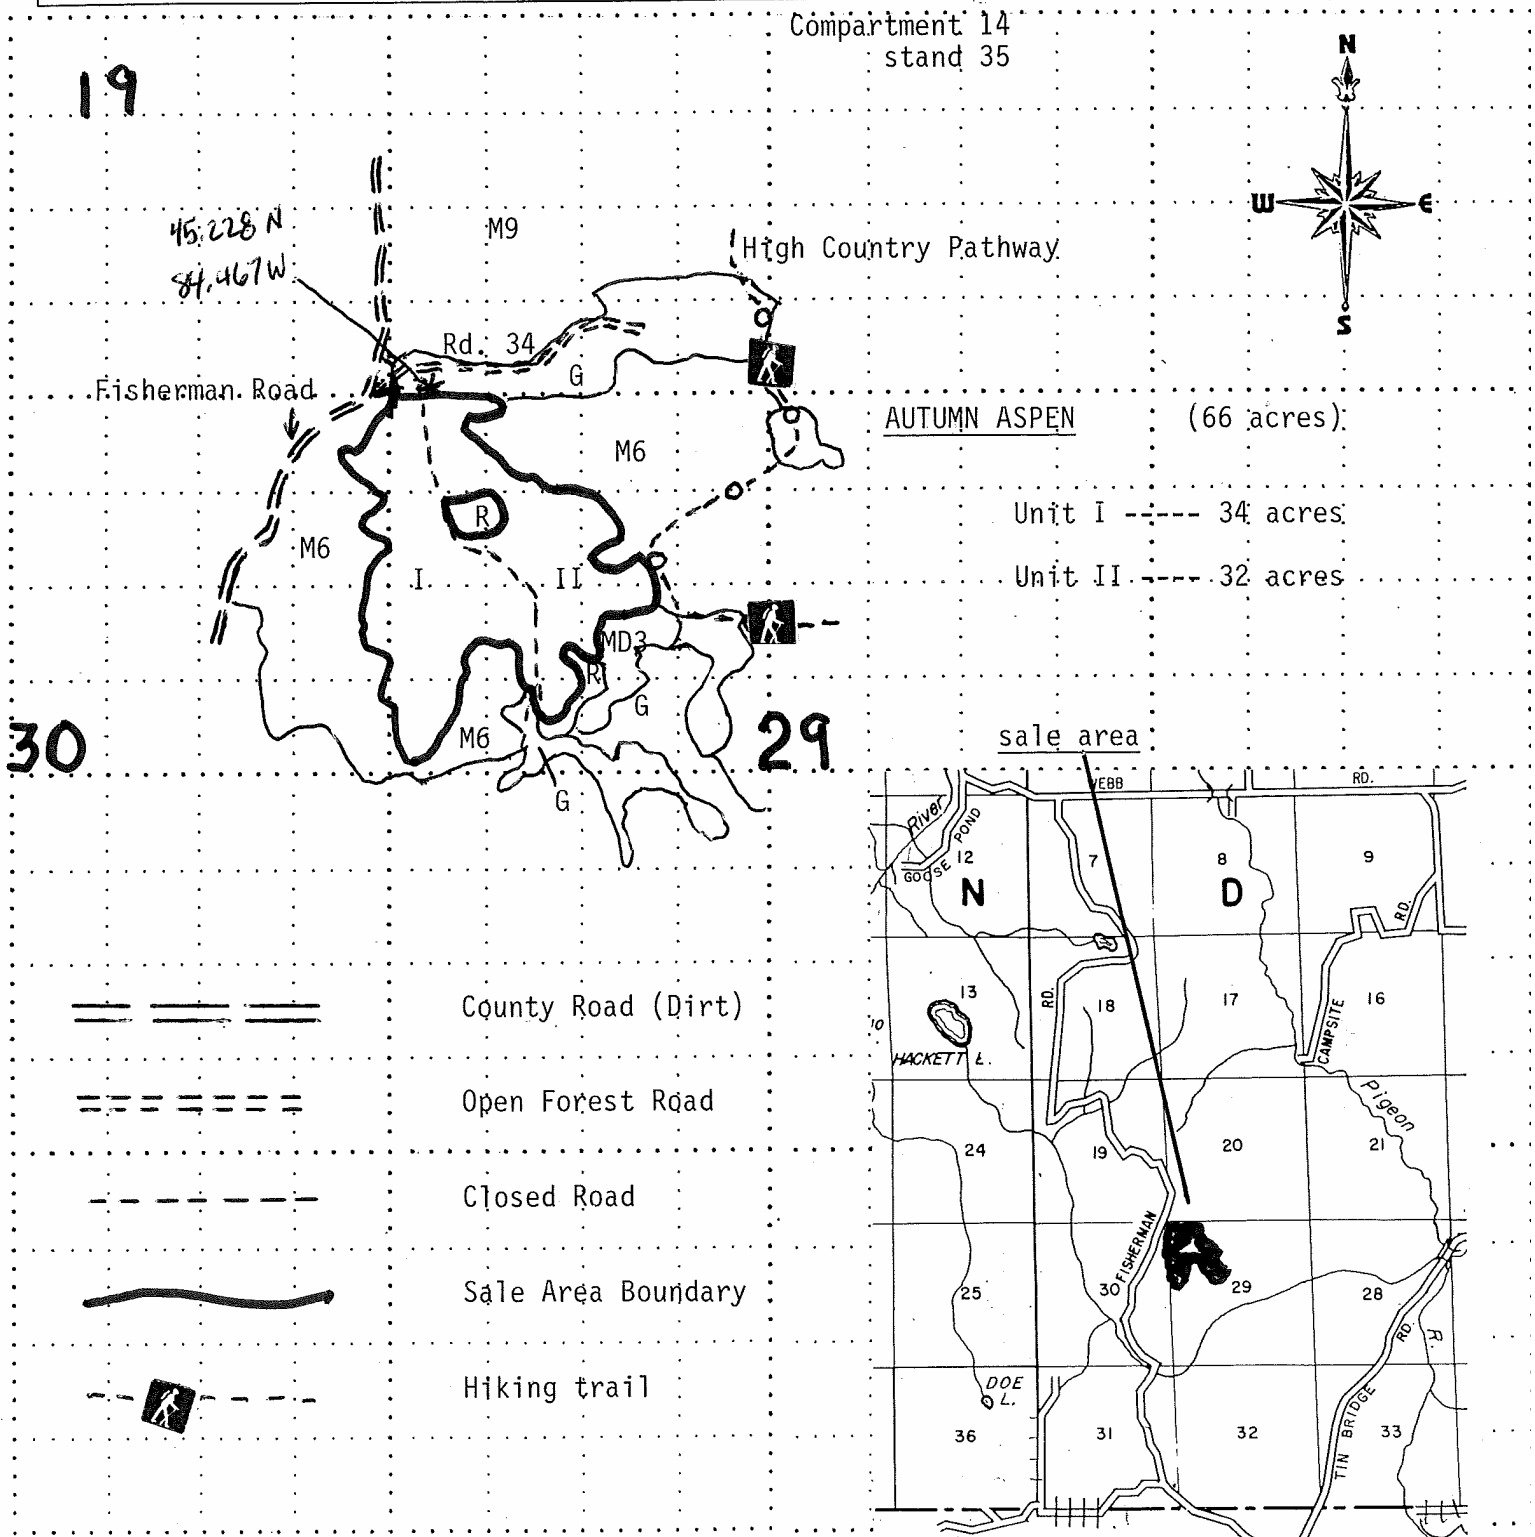 Compartment 14
stand 35
19
N
W
E
S
45.228 N
84.467 W
M9
High Country Pathway
Rd. 34
G
Fisherman Road
M6
AUTUMN ASPEN (66 acres)
R
M6
I
II
Unit I ----- 34 acres
Unit II ---- 32 acres
MD3
R
G
M6
30
29
G
sale area
County Road (Dirt)
Open Forest Road
Closed Road
Sale Area Boundary
Hiking trail
RD.
River
POND
GOOSE
12
7
8
9
N
D
RD.
13
RD.
18
17
16
10
HACKETT L.
CAMPSITE
Pigeon
24
19
20
21
FISHERMAN
25
30
29
28
RD.
R.
DOE
L.
TIN BRIDGE
36
31
32
33